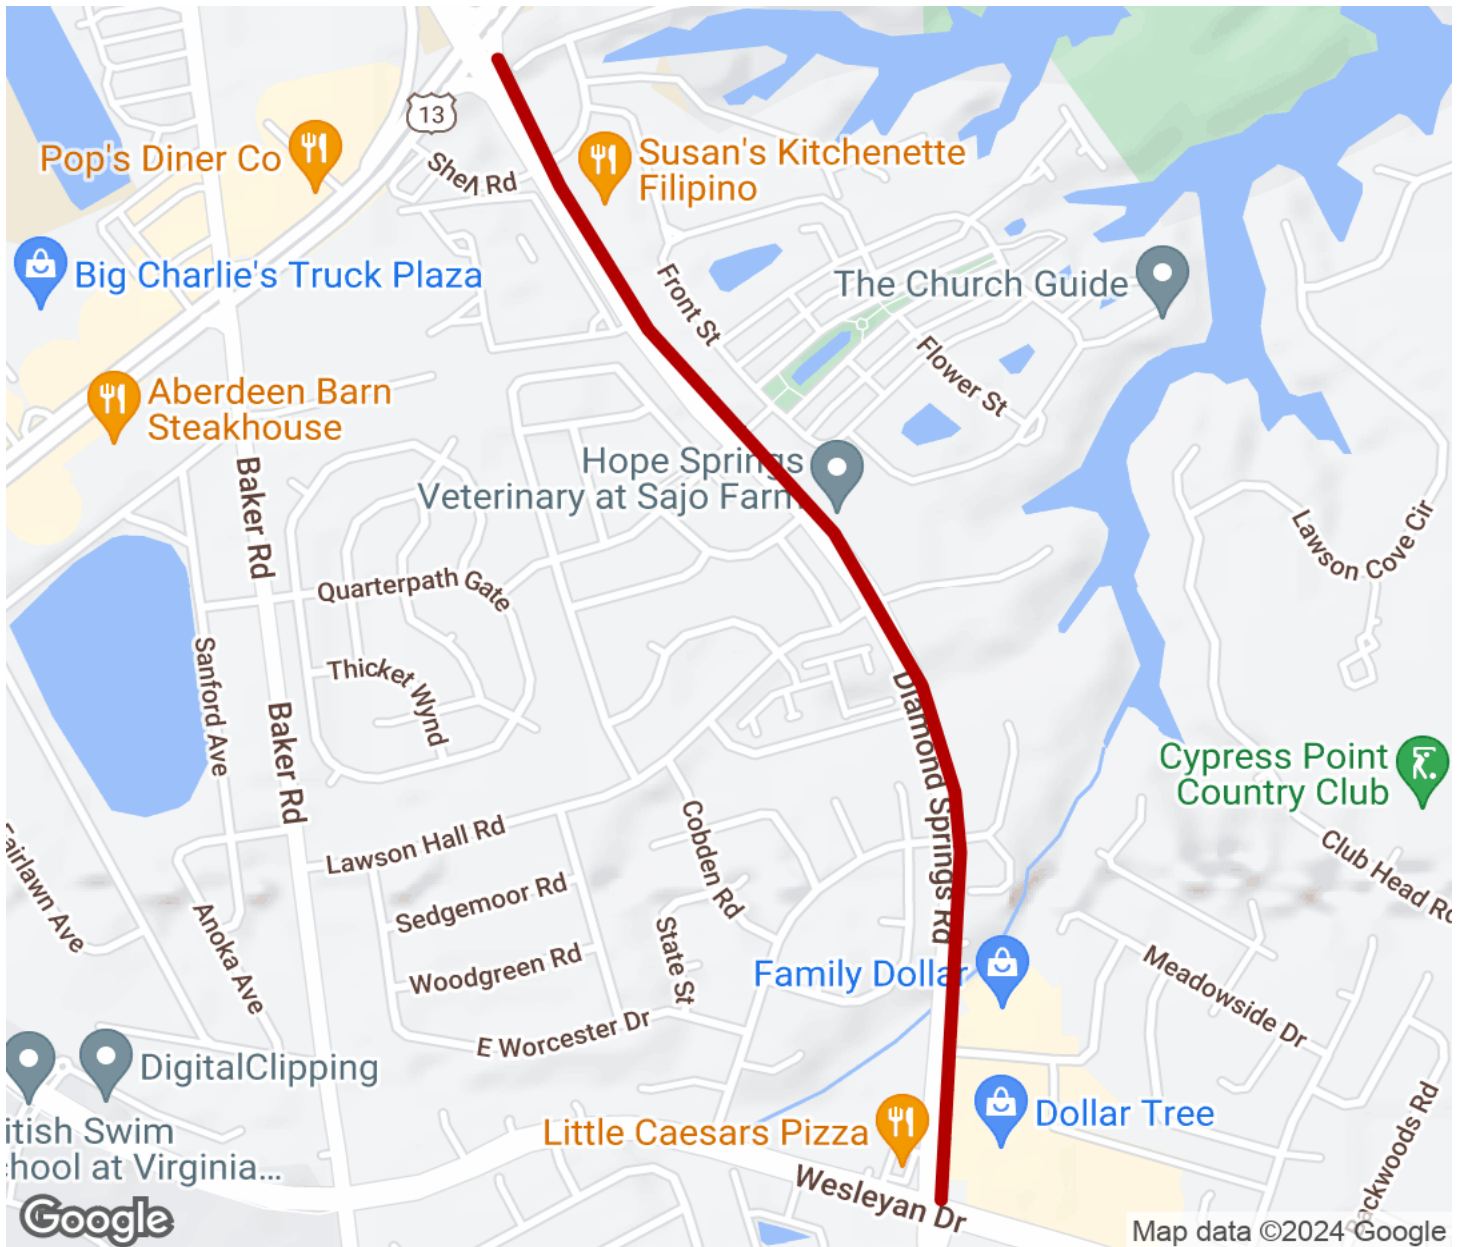 13
Pop's Diner Co
Shell Rd
Susan's Kitchenette
Filipino
Big Charlie's Truck Plaza
Front St
The Church Guide
Flower St
Aberdeen Barn
Steakhouse
Hope Springs
Veterinary at Sajo Farm
Baker Rd
Lawson Cove Cir
Quarterpath Gate
Sanford Ave
Thicket Wynd
Baker Rd
Diamond Springs Rd
Cypress Point
Country Club
Cobden Rd
Lawson Hall Rd
Club Head Rd
Fairlawn Ave
Sedgemoor Rd
Anoka Ave
State St
Woodgreen Rd
Family Dollar
Meadowside Dr
E Worcester Dr
DigitalClipping
Dollar Tree
Little Caesars Pizza
itish Swim
hool at Virginia...
Wesleyan Dr
Backwoods Rd
Google
Map data ©2024 Google